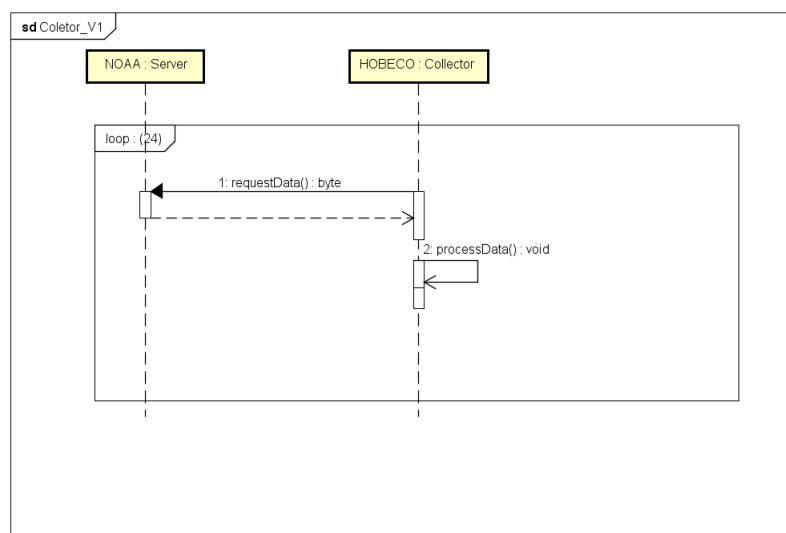 sd Coletor_V1
NOAA : Server
HOBECO : Collector
loop : (24)
1: requestData() : byte
2: processData() : void